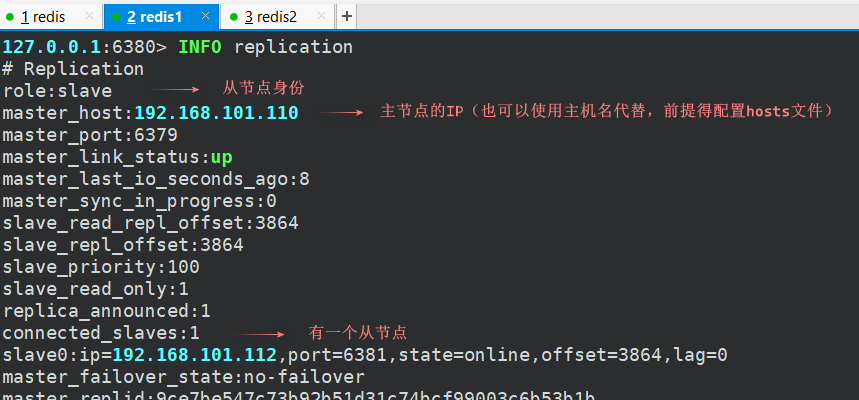 1 redis 2 redis1 3 redis2
127.0.0.1:6380> INFO replication
# Replication
role:slave 从节点身份
master_host:192.168.101.110 主节点的IP（也可以使用主机名代替，前提得配置hosts文件）
master_port:6379
master_link_status:up
master_last_io_seconds_ago:8
master_sync_in_progress:0
slave_read_repl_offset:3864
slave_repl_offset:3864
slave_priority:100
slave_read_only:1
replica_announced:1
connected_slaves:1 有一个从节点
slave0:ip=192.168.101.112,port=6381,state=online,offset=3864,lag=0
master_failover_state:no-failover
master_replid:9ce7be547c73b92b51d31c74bcf99003c6b53b1b